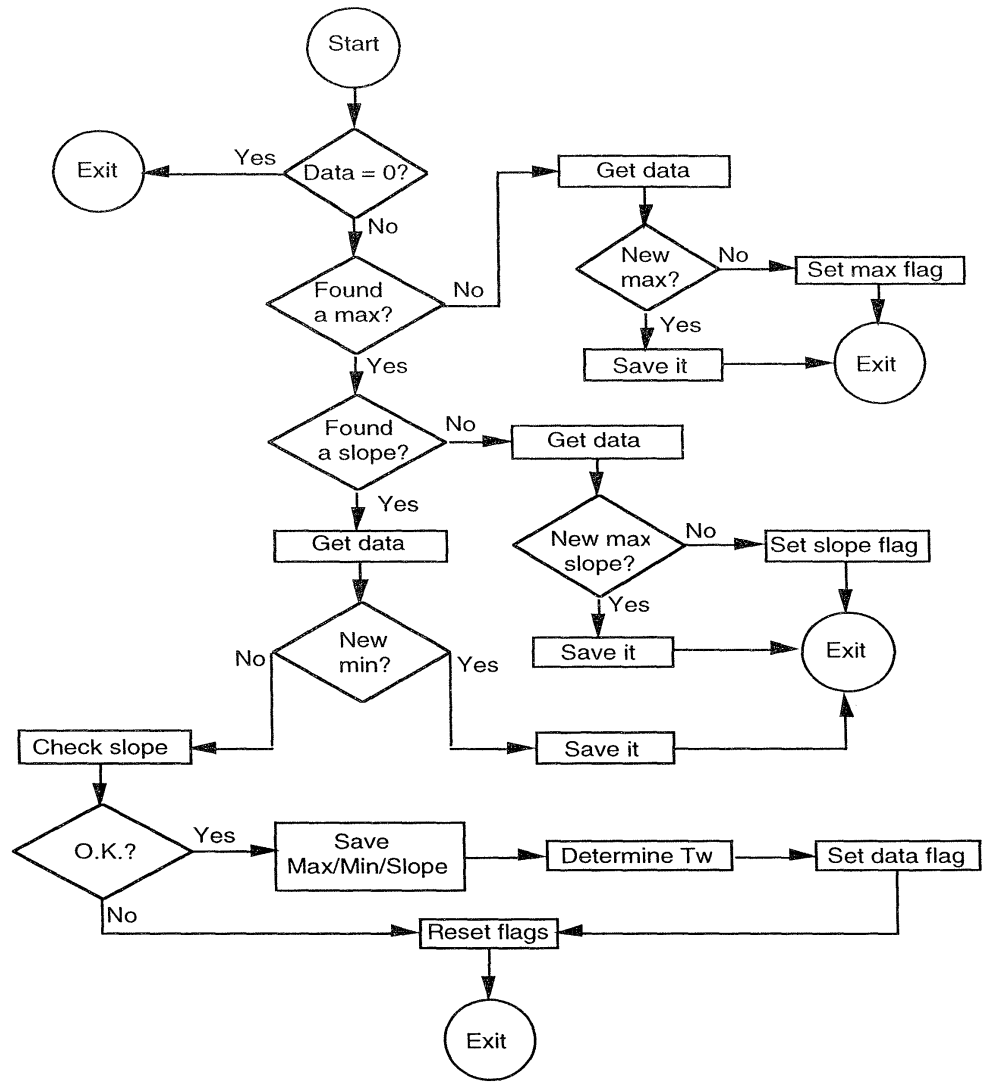 Start
Exit
Yes
Data = 0?
No
Get data
Found
a max?
No
New
max?
No
Set max flag
Yes
Save it
Exit
Yes
Found
a slope?
No
Get data
Yes
Get data
New max
slope?
No
Set slope flag
Yes
Save it
Exit
New
min?
No
Yes
Check slope
Save it
O.K.?
Yes
Save
Max/Min/Slope
Determine Tw
Set data flag
No
Reset flags
Exit